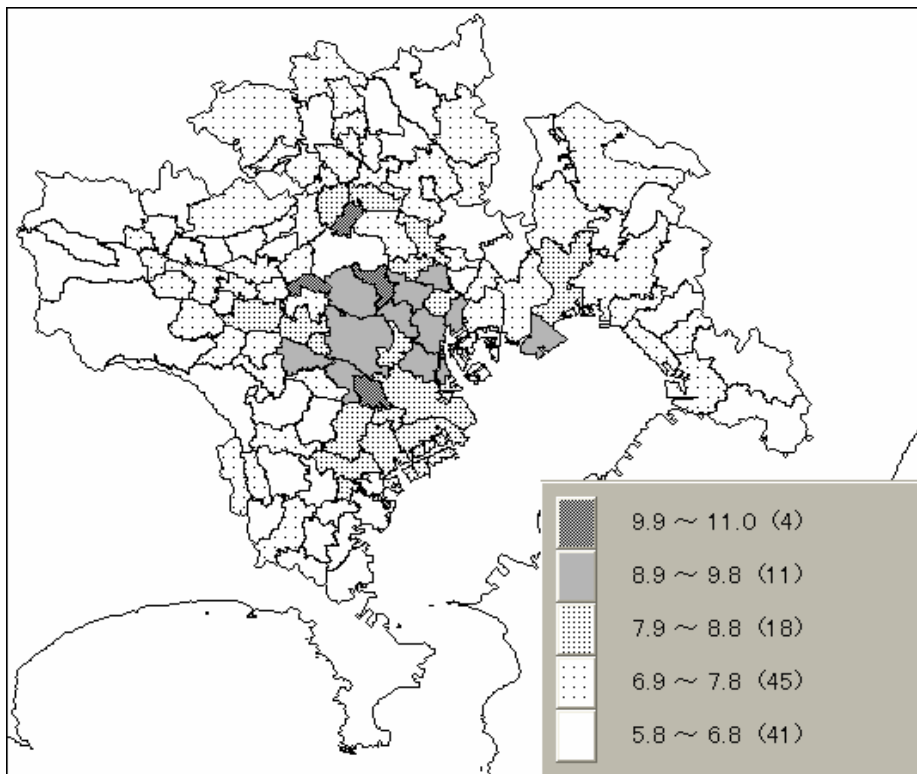 9.9 ～ 11.0 (4)
8.9 ～ 9.8 (11)
7.9 ～ 8.8 (18)
6.9 ～ 7.8 (45)
5.8 ～ 6.8 (41)